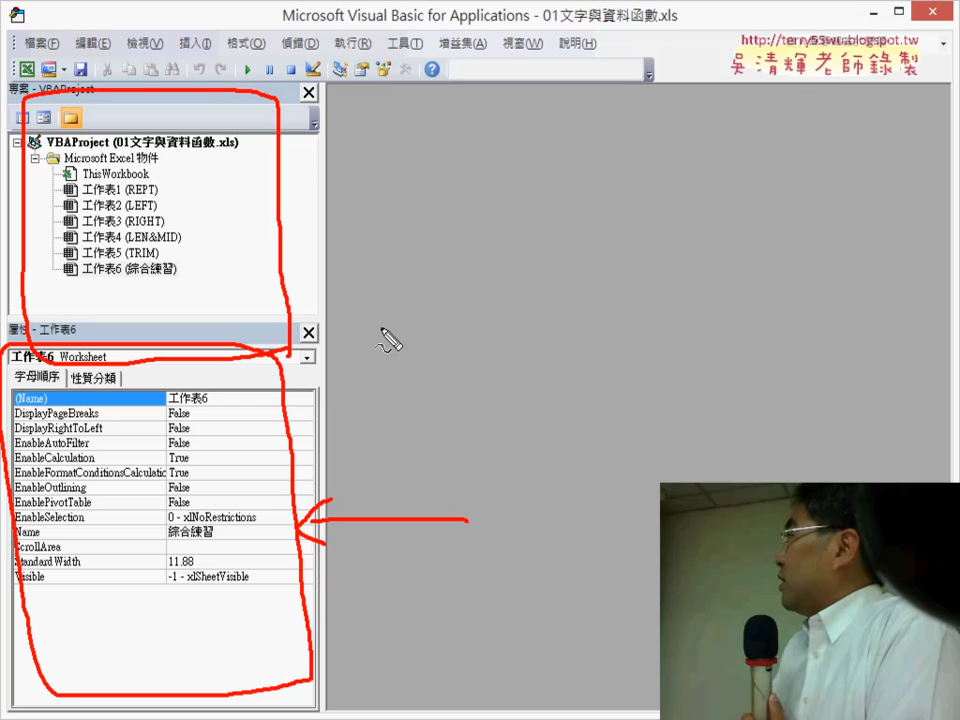 Microsoft Visual Basic for Applications - 01文字與資料函數.xls
檔案(F) 編輯(E) 檢視(V) 插入(I) 格式(O) 偵錯(D) 執行(R) 工具(T) 增益集(A) 視窗(W) 說明(H)
http://terry55wu.blogspot.tw
吳清輝老師錄製
專案 - VBAProject
VBAProject (01文字與資料函數.xls)
Microsoft Excel 物件
ThisWorkbook
工作表1 (REPT)
工作表2 (LEFT)
工作表3 (RIGHT)
工作表4 (LEN&MID)
工作表5 (TRIM)
工作表6 (綜合練習)
屬性 - 工作表6
工作表6 Worksheet
字母順序 性質分類
(Name) 工作表6
DisplayPageBreaks False
DisplayRightToLeft False
EnableAutoFilter False
EnableCalculation True
EnableFormatConditionsCalculatio True
EnableOutlining False
EnablePivotTable False
EnableSelection 0 - xlNoRestrictions
Name 綜合練習
ScrollArea
StandardWidth 11.88
Visible -1 - xlSheetVisible